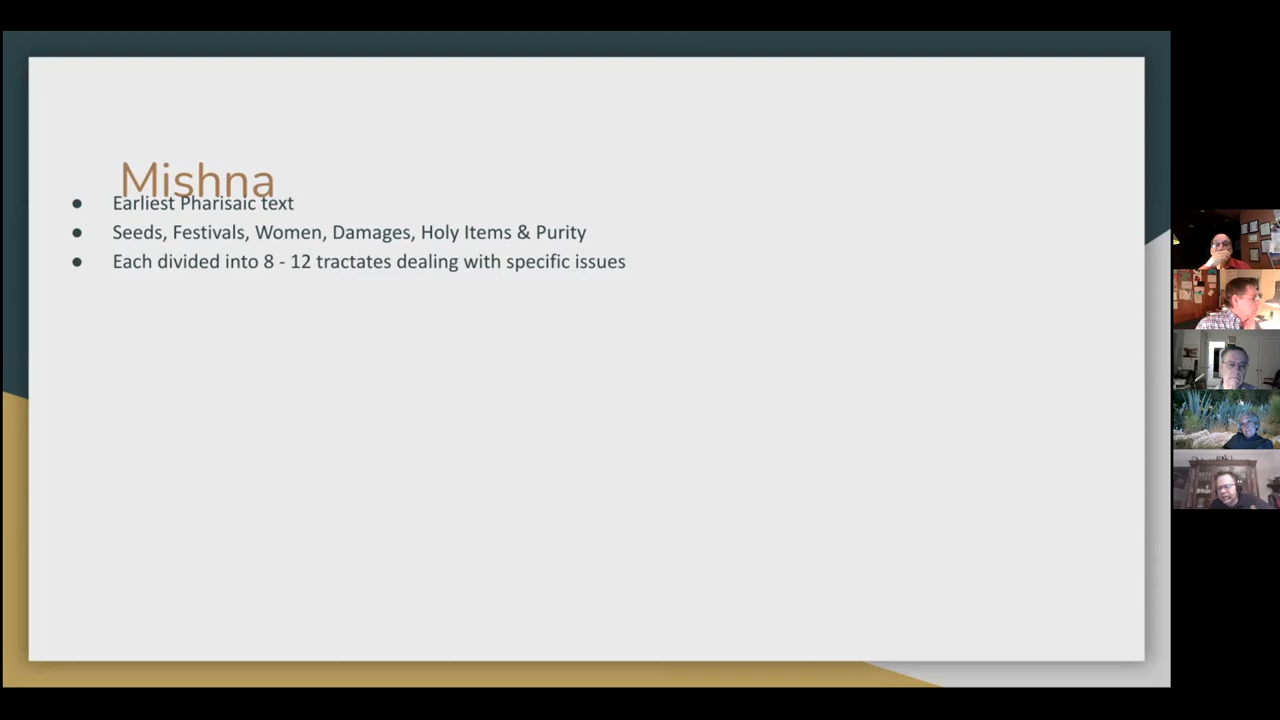 Mishna
● Earliest Pharisaic text
● Seeds, Festivals, Women, Damages, Holy Items & Purity
● Each divided into 8 - 12 tractates dealing with specific issues